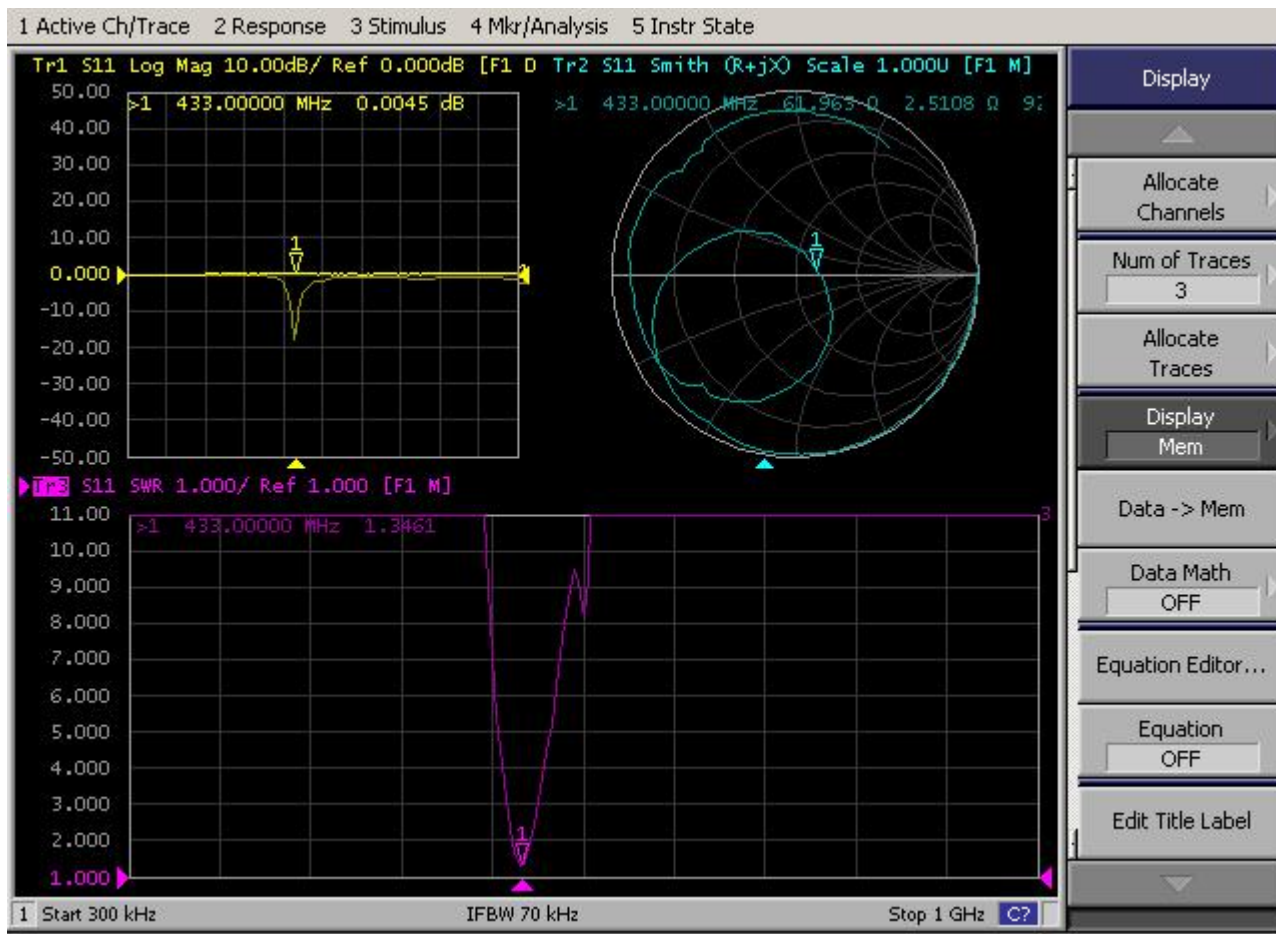 1 Active Ch/Trace 2 Response 3 Stimulus 4 Mkr/Analysis 5 Instr State
Tr1 S11 Log Mag 10.00dB/ Ref 0.000dB [F1 D
Tr2 S11 Smith (R+jX) Scale 1.000U [F1 M]
50.00
>1 433.00000 MHz 0.0045 dB
>1 433.00000 MHz 61.963 Ω 2.5108 Ω 92
40.00
30.00
20.00
10.00
1
1
0.000
-10.00
-20.00
-30.00
-40.00
-50.00
Tr3 S11 SWR 1.000/ Ref 1.000 [F1 M]
11.00
>1 433.00000 MHz 1.3461
3
10.00
9.000
8.000
7.000
6.000
5.000
4.000
3.000
2.000
1
1.000
1 Start 300 kHz
IFBW 70 kHz
Stop 1 GHz C?
Display
Allocate
Channels
Num of Traces
3
Allocate
Traces
Display
Mem
Data -> Mem
Data Math
OFF
Equation Editor...
Equation
OFF
Edit Title Label